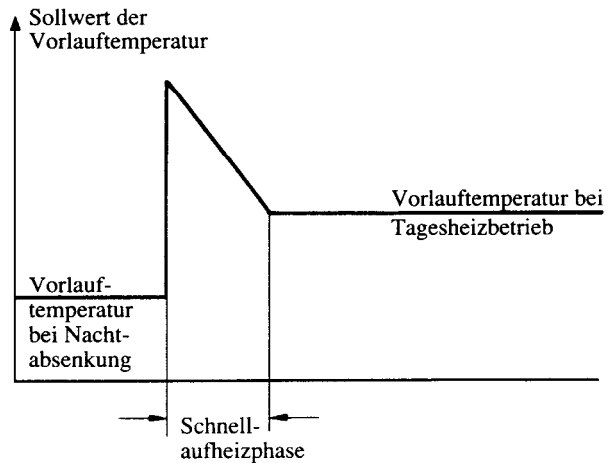 Sollwert der
Vorlauftemperatur
Vorlauftemperatur bei
Tagesheizbetrieb
Vorlauf-
temperatur
bei Nacht-
absenkung
Schnell-
aufheizphase